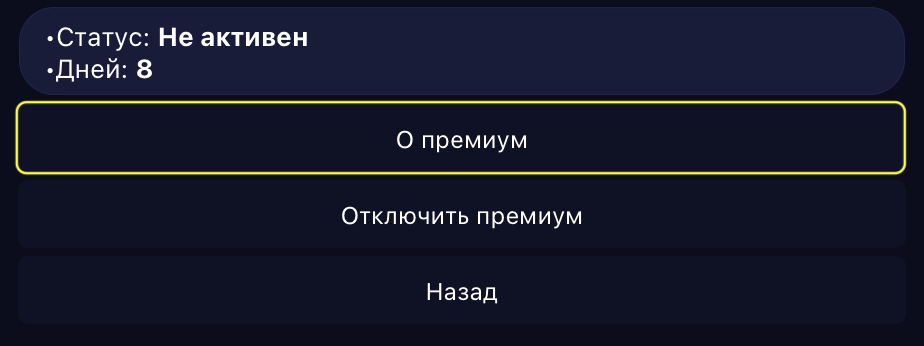 •Статус: Не активен
•Дней: 8
О премиум
Отключить премиум
Назад